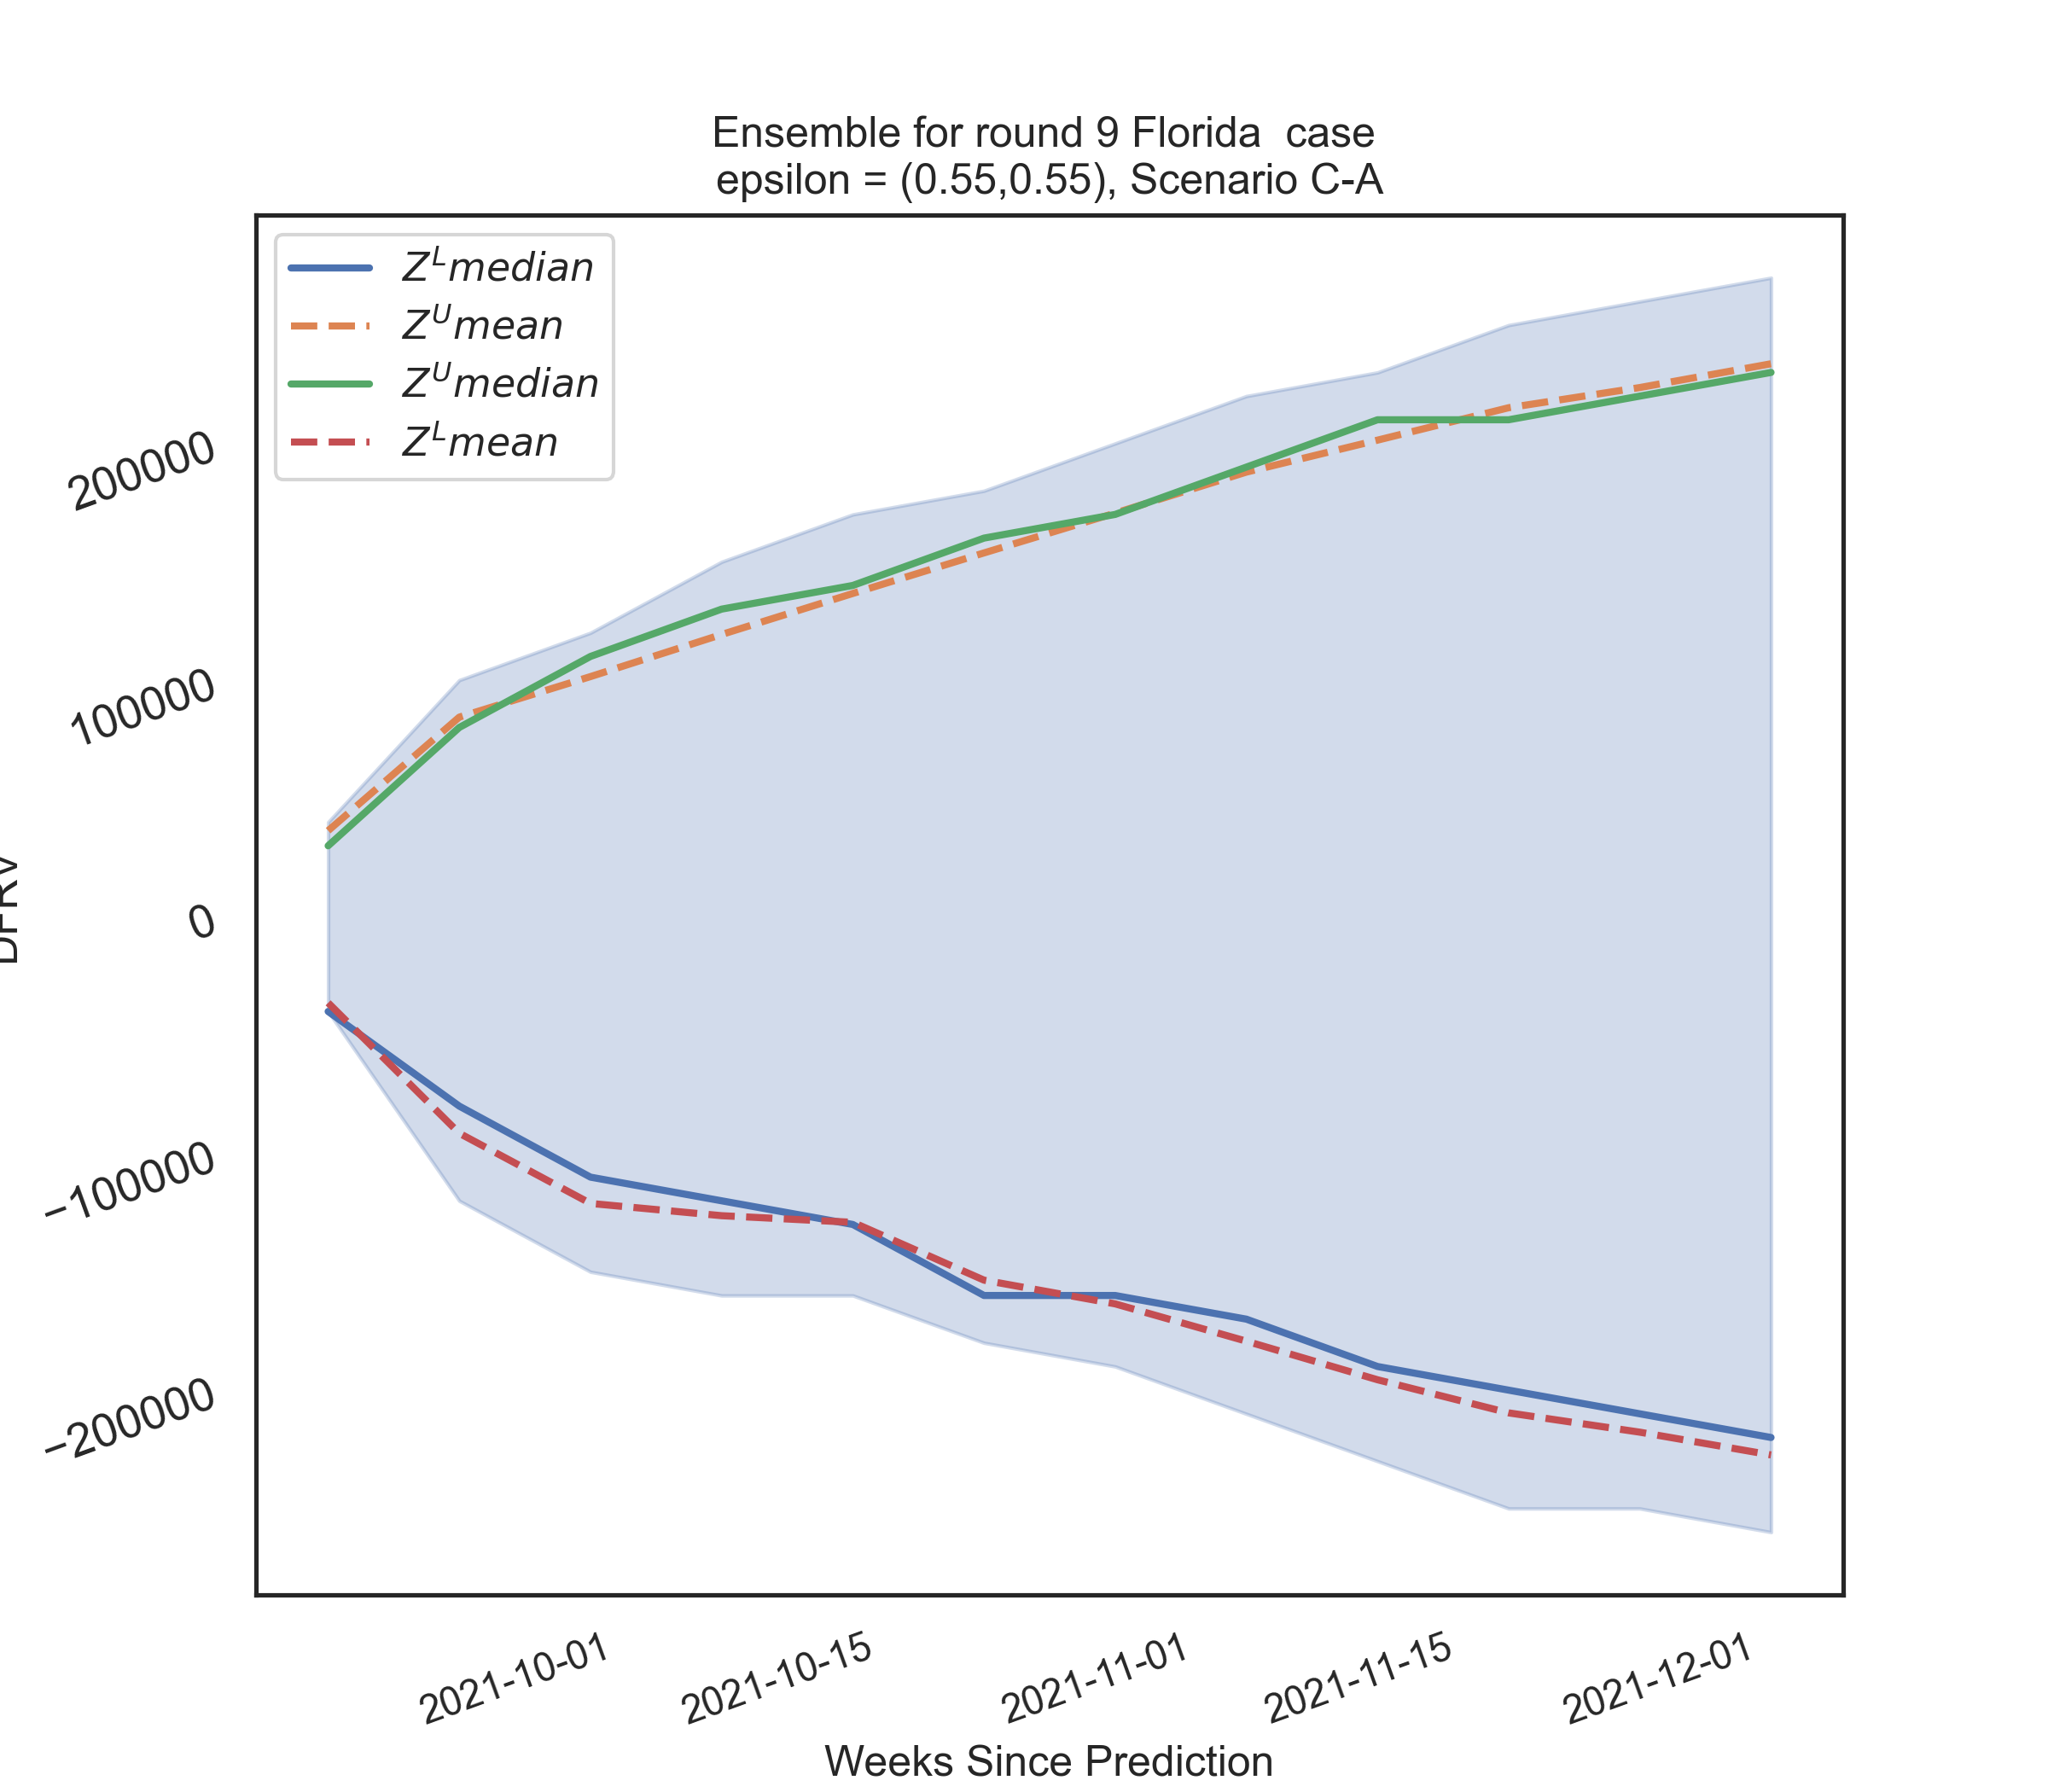 Ensemble for round 9 Florida  case
epsilon = (0.55,0.55), Scenario C-A
Z^L median
Z^U mean
Z^U median
Z^L mean
200000
100000
0
−100000
−200000
2021-10-01
2021-10-15
2021-11-01
2021-11-15
2021-12-01
Weeks Since Prediction